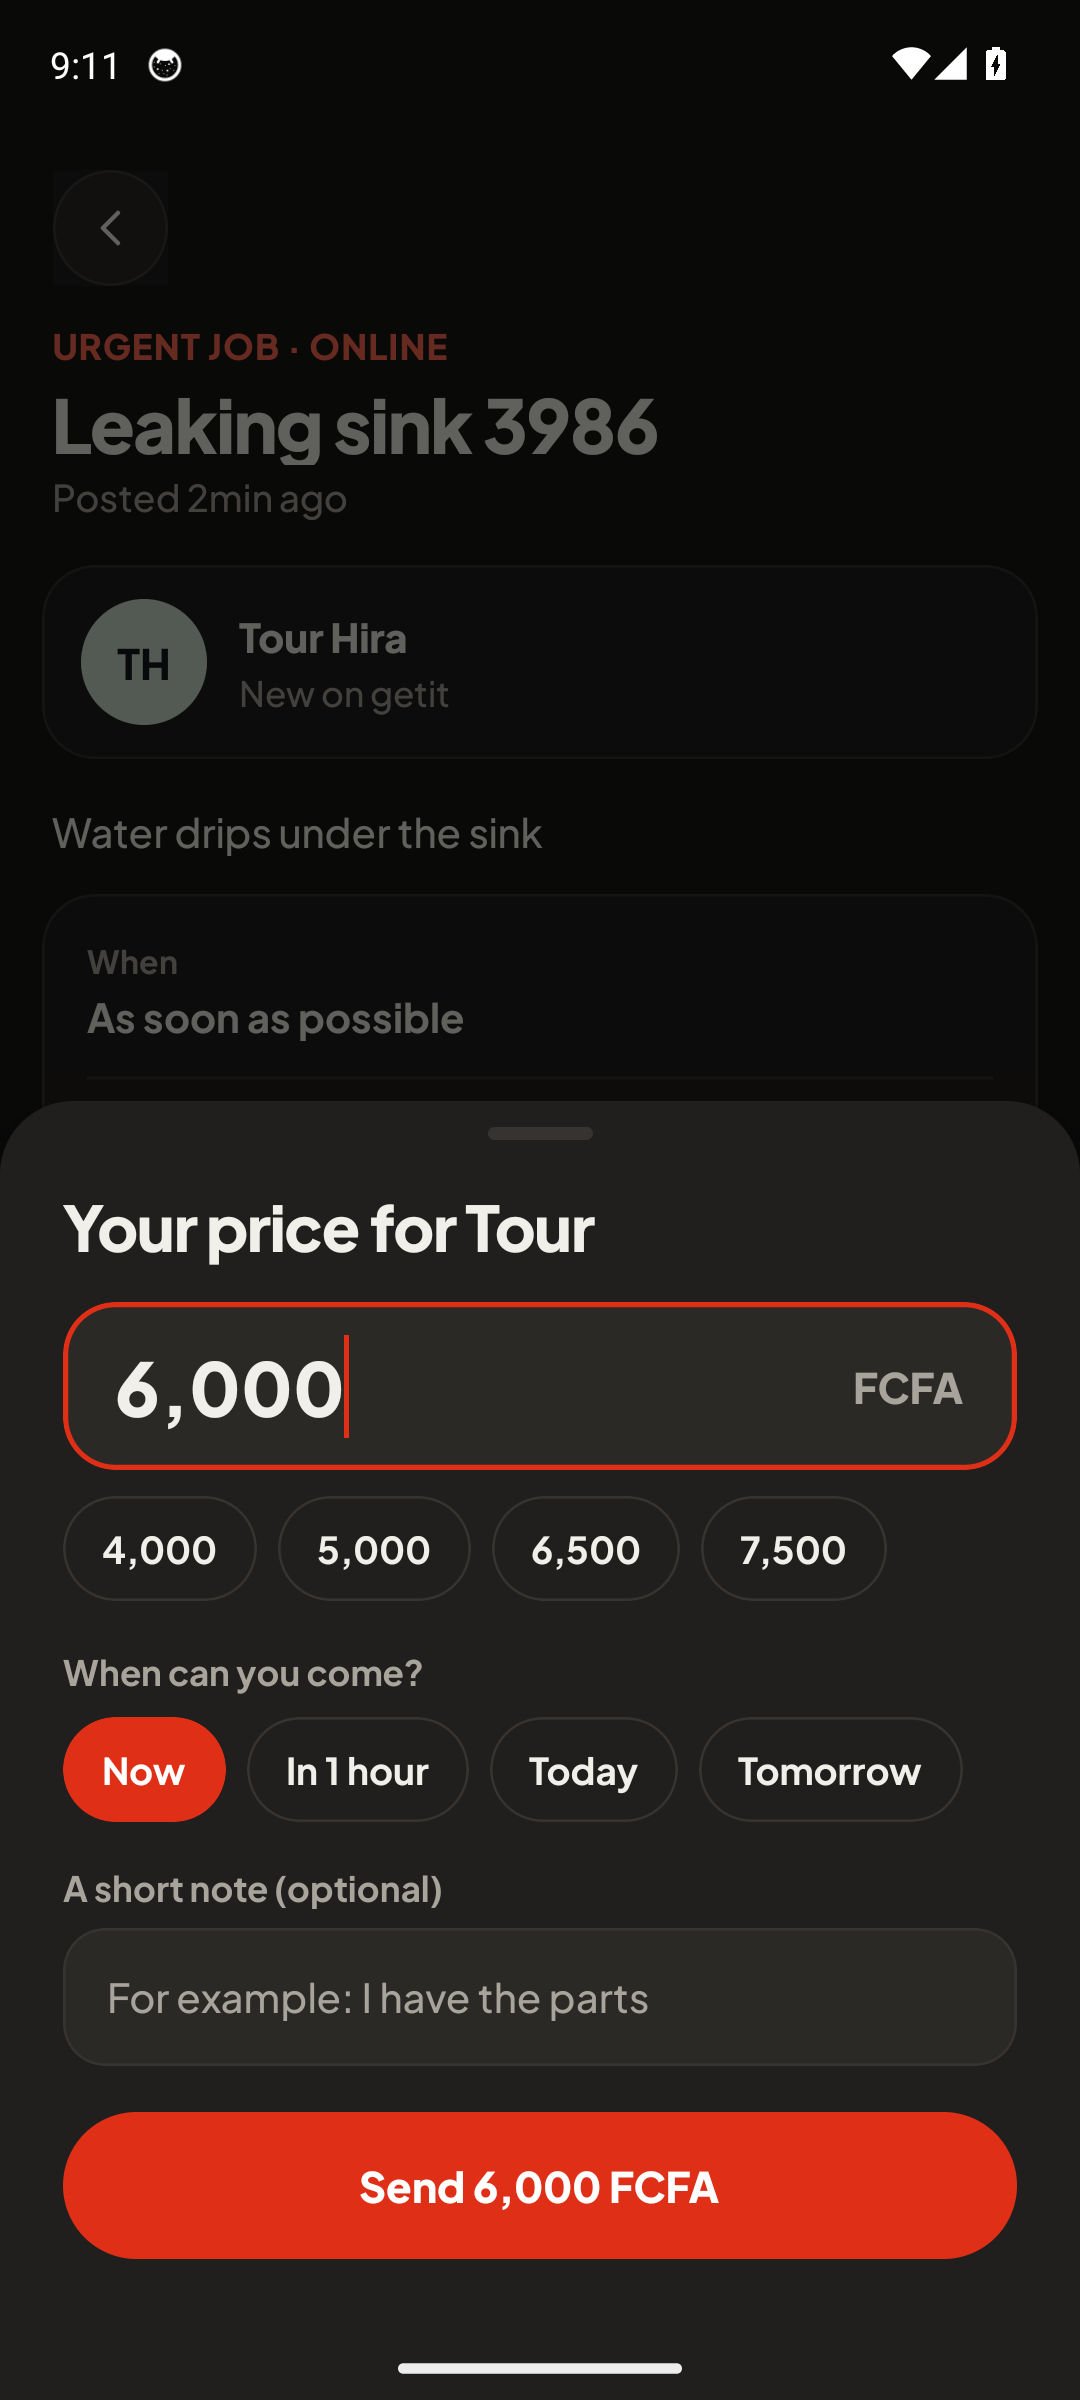 9:11
URGENT JOB · ONLINE
Leaking sink 3986
Posted 2min ago
TH
Tour Hira
New on getit
Water drips under the sink
When
As soon as possible
Your price for Tour
6,000 FCFA
4,000 5,000 6,500 7,500
When can you come?
Now In 1 hour Today Tomorrow
A short note (optional)
For example: I have the parts
Send 6,000 FCFA